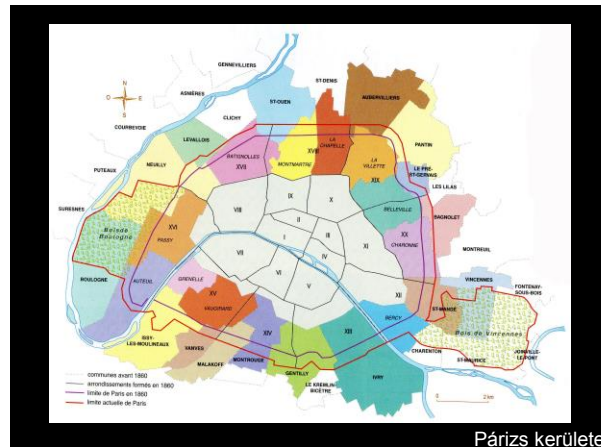 GENNEVILLIERS
ST-DENIS
ASNIÈRES
ST-OUEN
AUBERVILLIERS
N
O E
S
CLICHY
COURBEVOIE
LEVALLOIS
LA CHAPELLE
PANTIN
BATIGNOLLES
XVII
MONTMARTRE
XVIII
LA VILLETTE
XIX
NEUILLY
PUTEAUX
LE PRÉ-
ST-GERVAIS
LES LILAS
SURESNES
IX
X
BELLEVILLE
VIII
II
BAGNOLET
Bois de
Boulogne
XVI
PASSY
I
III
XI
XX
CHARONNE
MONTREUIL
VII
IV
VI
V
BOULOGNE
AUTEUIL
GRENELLE
XV
VAUGIRARD
XII
VINCENNES
FONTENAY-
SOUS-BOIS
ST-MANDÉ
BERCY
XIV
XIII
Bois de Vincennes
ISSY-
LES-MOULINEAUX
VANVES
MALAKOFF
MONTROUGE
GENTILLY
LE KREMLIN-
BICÊTRE
IVRY
CHARENTON
ST-MAURICE
JOINVILLE-
LE-PONT
communes avant 1860
arrondissements formés en 1860
limite de Paris en 1860
limite actuelle de Paris
0 2 km
Párizs kerülete